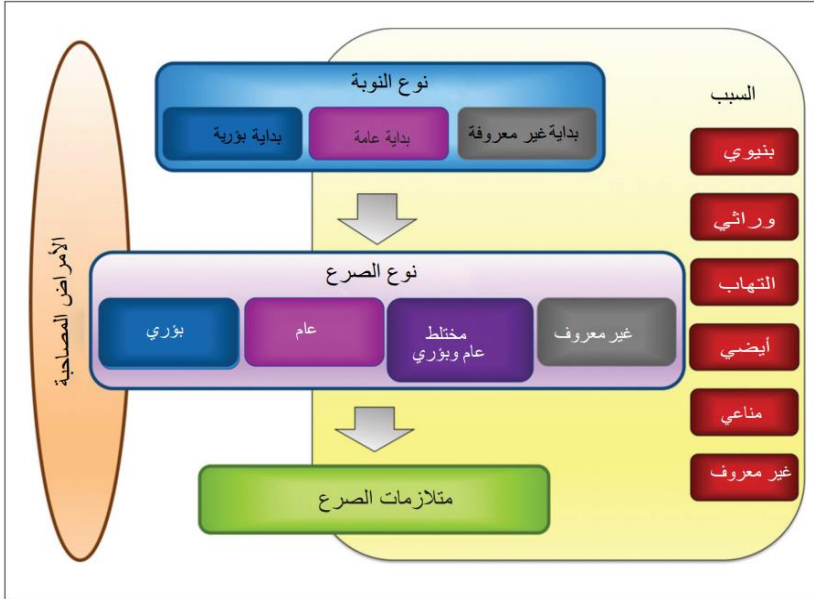 نوع النوبة
بداية غير معروفة
بداية عامة
بداية بؤرية
السبب
بنيوي
وراثي
التهاب
أيضي
مناعي
غير معروف
نوع الصرع
غير معروف
مختلط
عام وبؤري
عام
بؤري
متلازمات الصرع
الأمراض المصاحبة